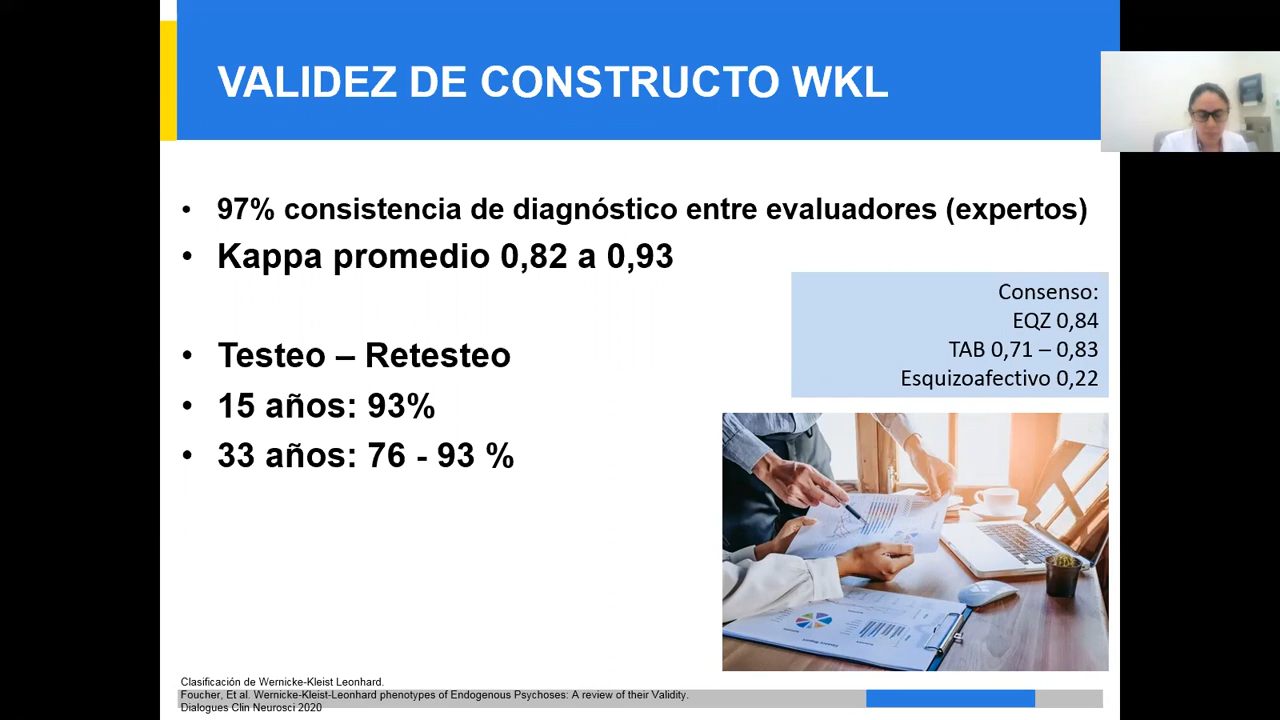 VALIDEZ DE CONSTRUCTO WKL
• 97% consistencia de diagnóstico entre evaluadores (expertos)
• Kappa promedio 0,82 a 0,93
Consenso:
EQZ 0,84
TAB 0,71 – 0,83
Esquizoafectivo 0,22
• Testeo – Retesteo
• 15 años: 93%
• 33 años: 76 - 93 %
Clasificación de Wernicke-Kleist Leonhard.
Foucher, Et al. Wernicke-Kleist-Leonhard phenotypes of Endogenous Psychoses: A review of their Validity.
Dialogues Clin Neurosci 2020